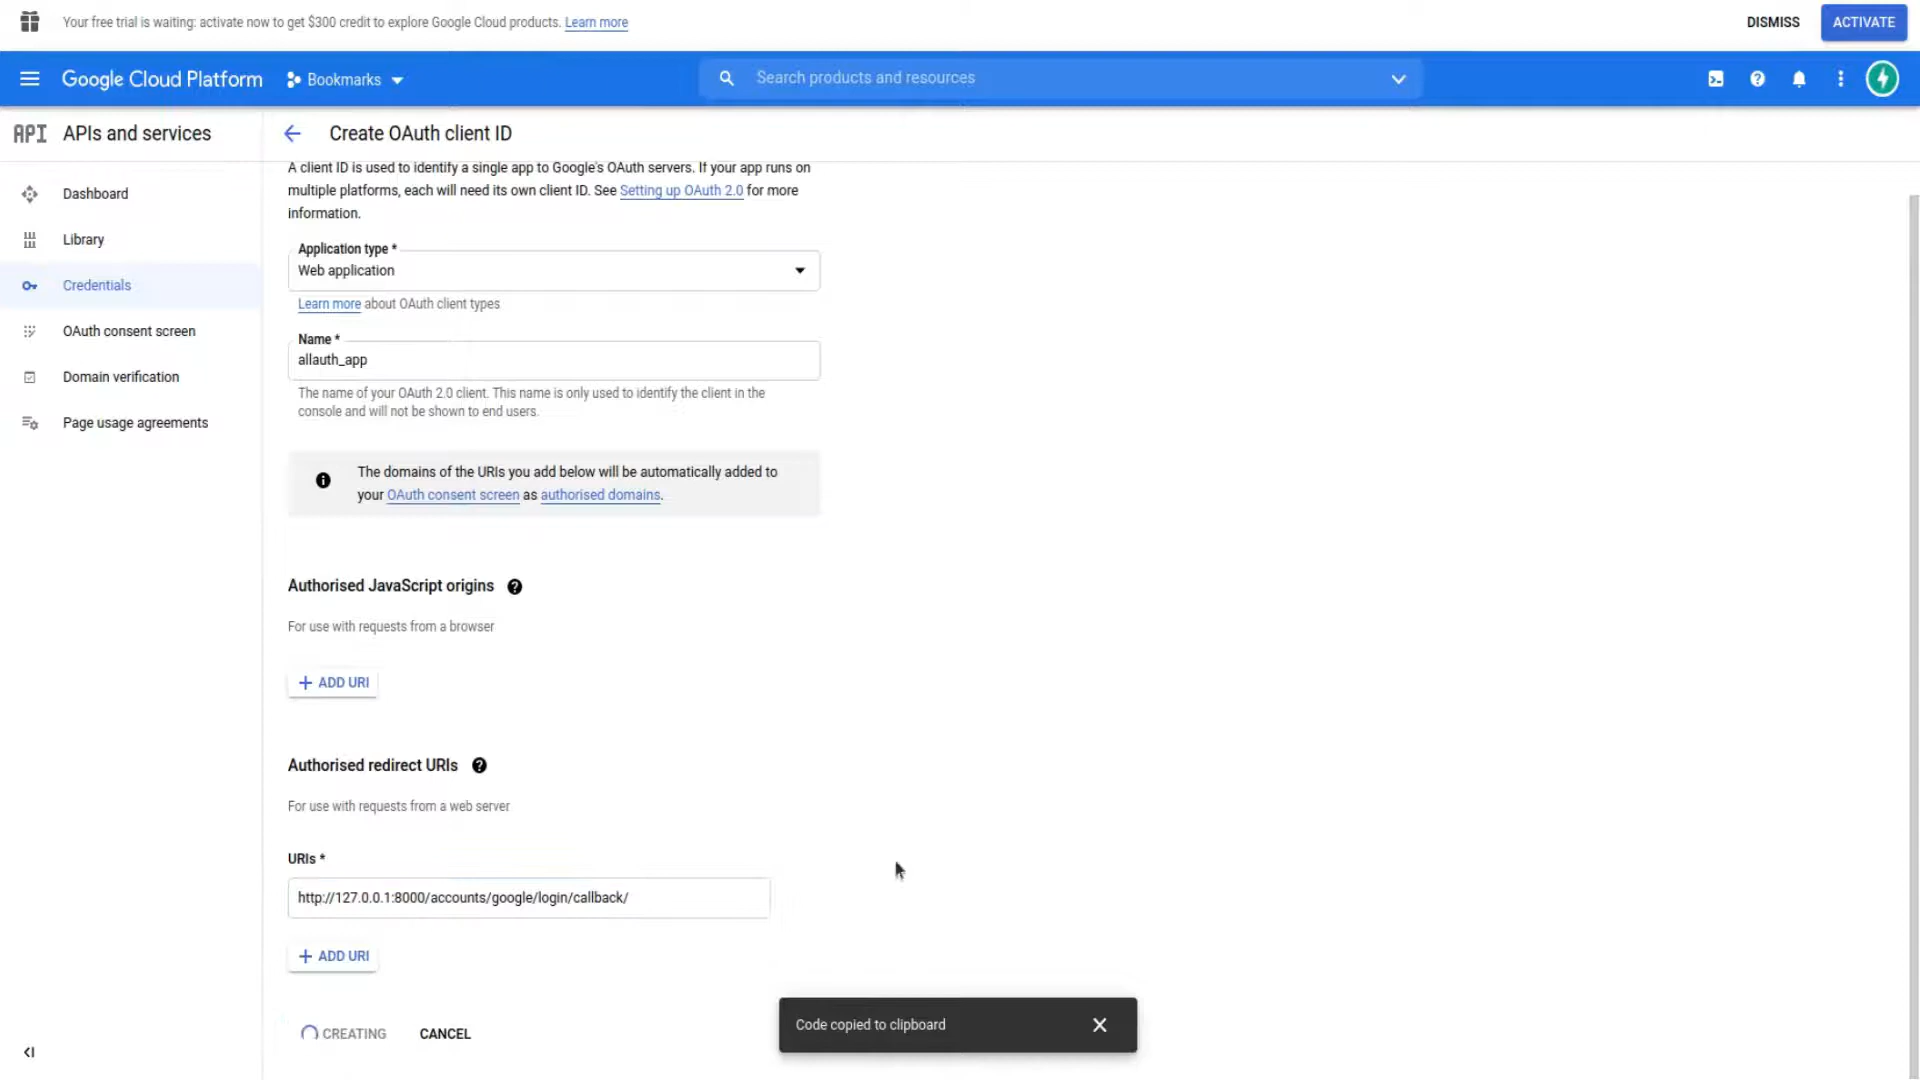 Your free trial is waiting: activate now to get $300 credit to explore Google Cloud products. Learn more
DISMISS
ACTIVATE
Google Cloud Platform
Bookmarks
Search products and resources
API APIs and services
Create OAuth client ID
Dashboard
Library
Credentials
OAuth consent screen
Domain verification
Page usage agreements
A client ID is used to identify a single app to Google's OAuth servers. If your app runs on
multiple platforms, each will need its own client ID. See Setting up OAuth 2.0 for more
information.
Application type *
Web application
Learn more about OAuth client types
Name *
allauth_app
The name of your OAuth 2.0 client. This name is only used to identify the client in the
console and will not be shown to end users.
The domains of the URIs you add below will be automatically added to
your OAuth consent screen as authorised domains.
Authorised JavaScript origins
For use with requests from a browser
+ ADD URI
Authorised redirect URIs
For use with requests from a web server
URIs *
http://127.0.0.1:8000/accounts/google/login/callback/
+ ADD URI
CREATING
CANCEL
Code copied to clipboard